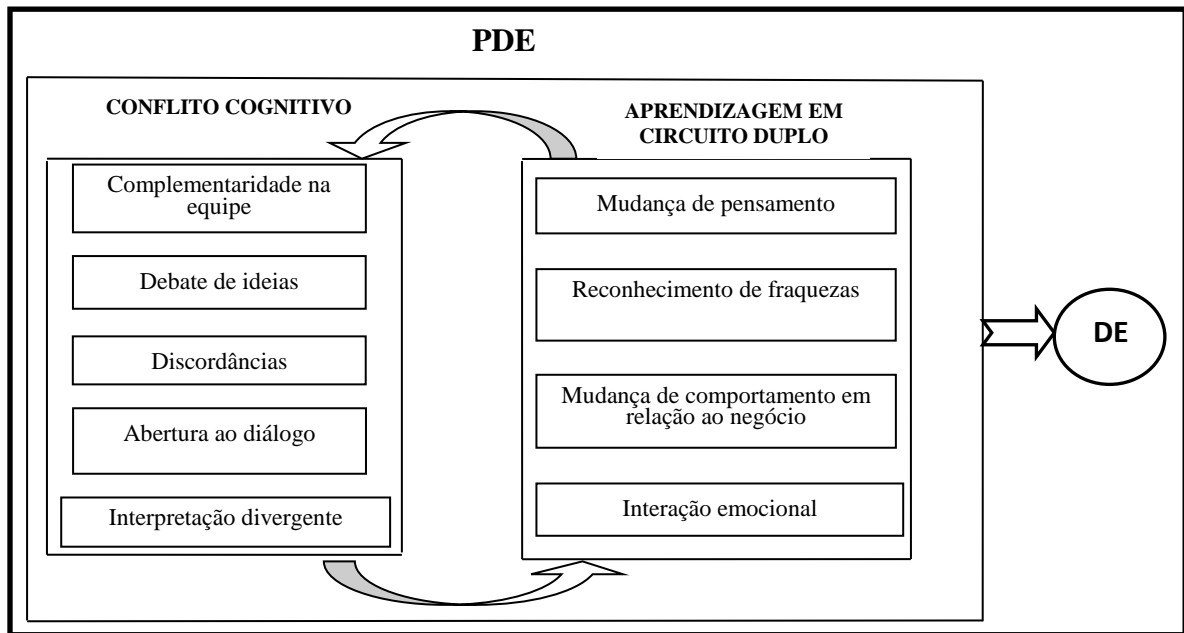 PDE
CONFLITO COGNITIVO
Complementaridade na
equipe
Debate de ideias
Discordâncias
Abertura ao diálogo
Interpretação divergente
APRENDIZAGEM EM
CIRCUITO DUPLO
Mudança de pensamento
Reconhecimento de fraquezas
Mudança de comportamento em
relação ao negócio
Interação emocional
DE